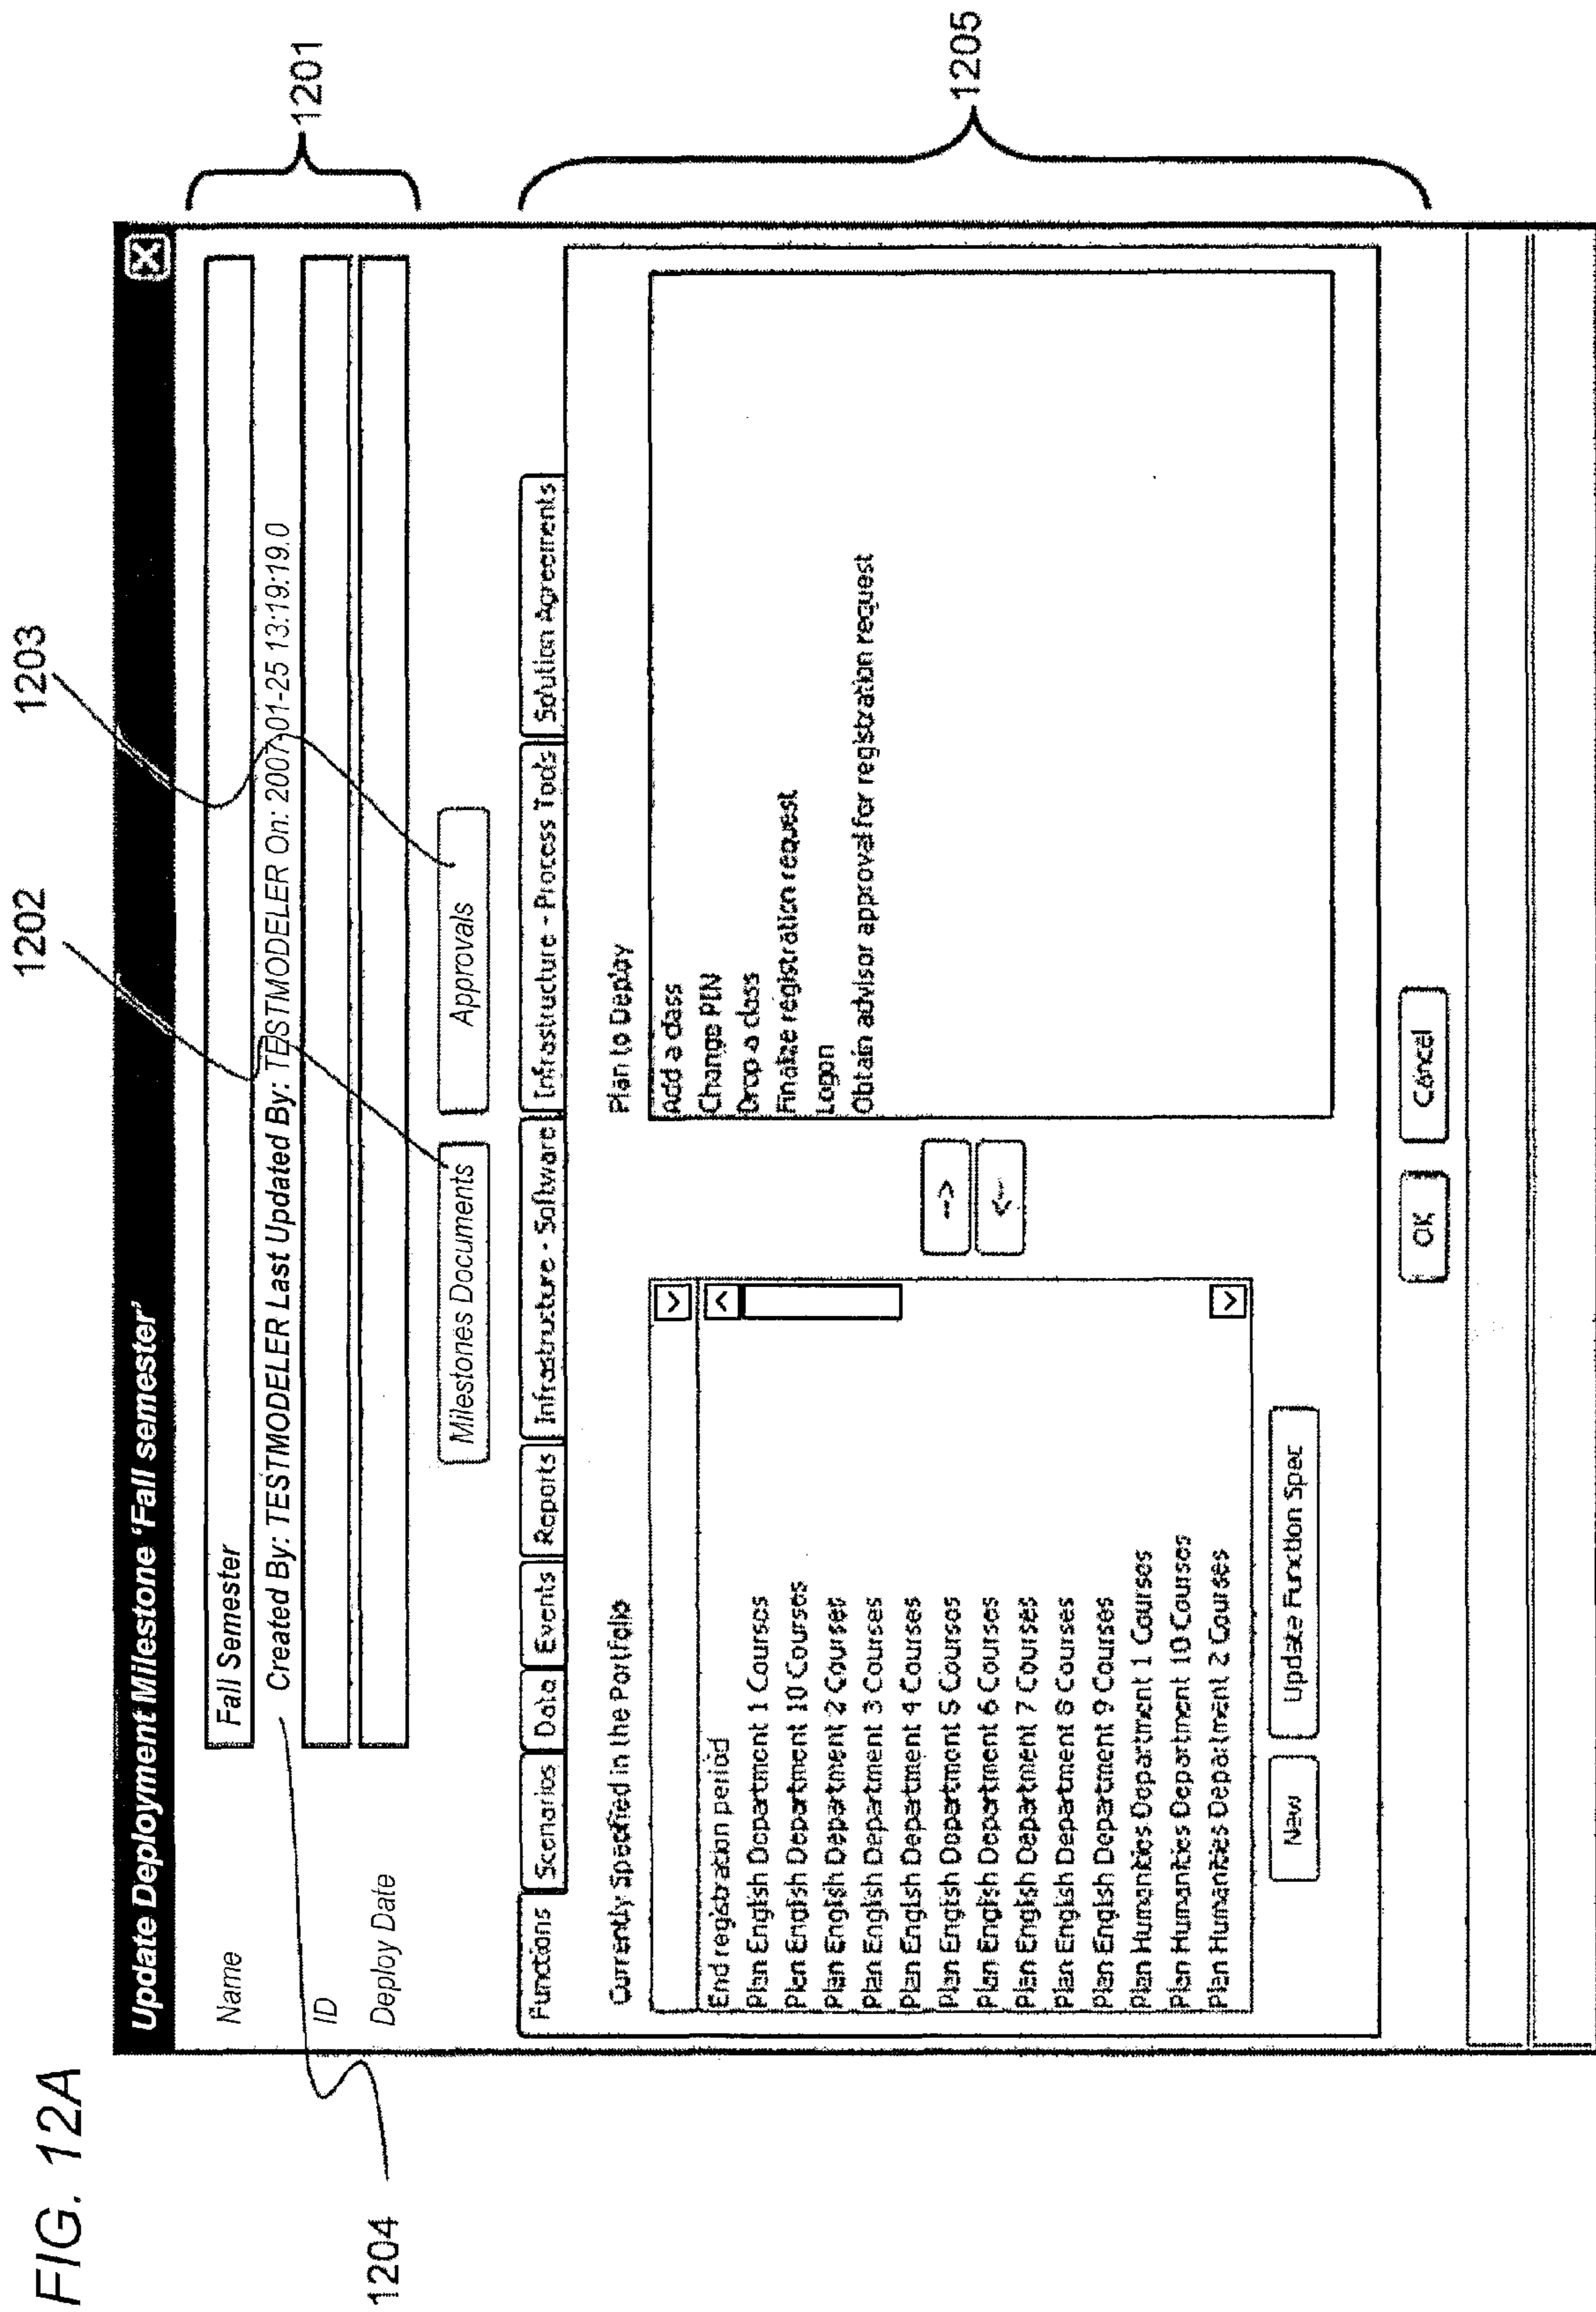 FIG. 12A
1202
1203
1204
Update Deployment Milestone 'Fall semester'
X
1201
Name
Fall Semester
Created By: TESTMODELER Last Updated By: TESTMODELER On: 2007-01-25 13:19:19.0
ID
Deploy Date
Milestones Documents
Approvals
Functions
Scenarios
Data
Events
Reports
Infrastructure - Software
Infrastructure - Process Tools
Solution Agreements
1205
Currently Specified in the Portfolio
Plan to Deploy
End registration period
Plan English Department 1 Courses
Plan English Department 10 Courses
Plan English Department 2 Courses
Plan English Department 3 Courses
Plan English Department 4 Courses
Plan English Department 5 Courses
Plan English Department 6 Courses
Plan English Department 7 Courses
Plan English Department 8 Courses
Plan English Department 9 Courses
Plan Humanities Department 1 Courses
Plan Humanities Department 10 Courses
Plan Humanities Department 2 Courses
-->
<--
Add a class
Change PIN
Drop a class
Finalize registration request
Logon
Obtain advisor approval for registration request
New
Update Function Spec
OK
Cancel